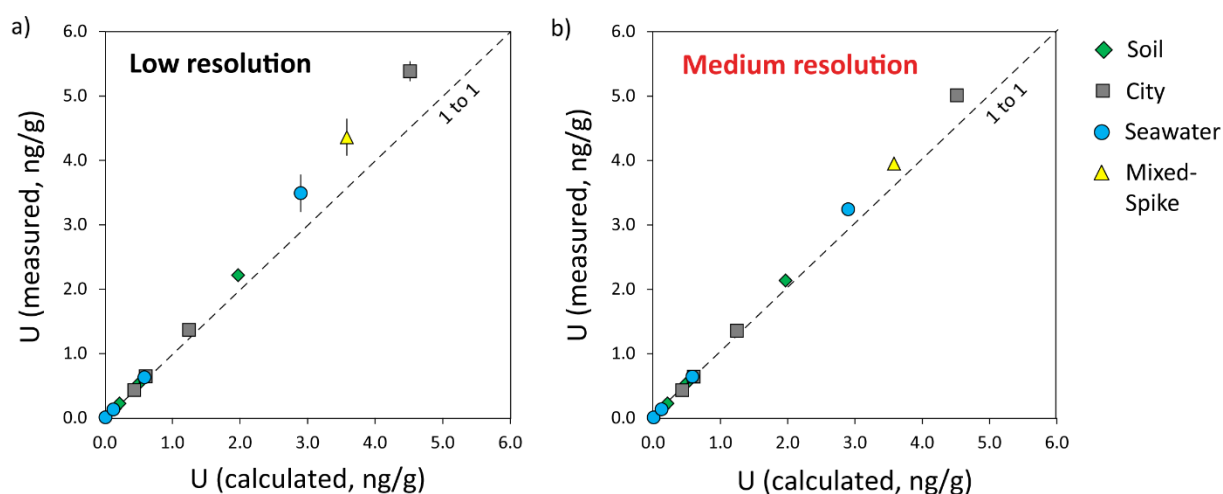 a)
Low resolution
1 to 1
U (measured, ng/g)
6.0
5.0
4.0
3.0
2.0
1.0
0.0
0.0 1.0 2.0 3.0 4.0 5.0 6.0
U (calculated, ng/g)
b)
Medium resolution
1 to 1
U (measured, ng/g)
6.0
5.0
4.0
3.0
2.0
1.0
0.0
0.0 1.0 2.0 3.0 4.0 5.0 6.0
U (calculated, ng/g)
Soil
City
Seawater
Mixed-
Spike